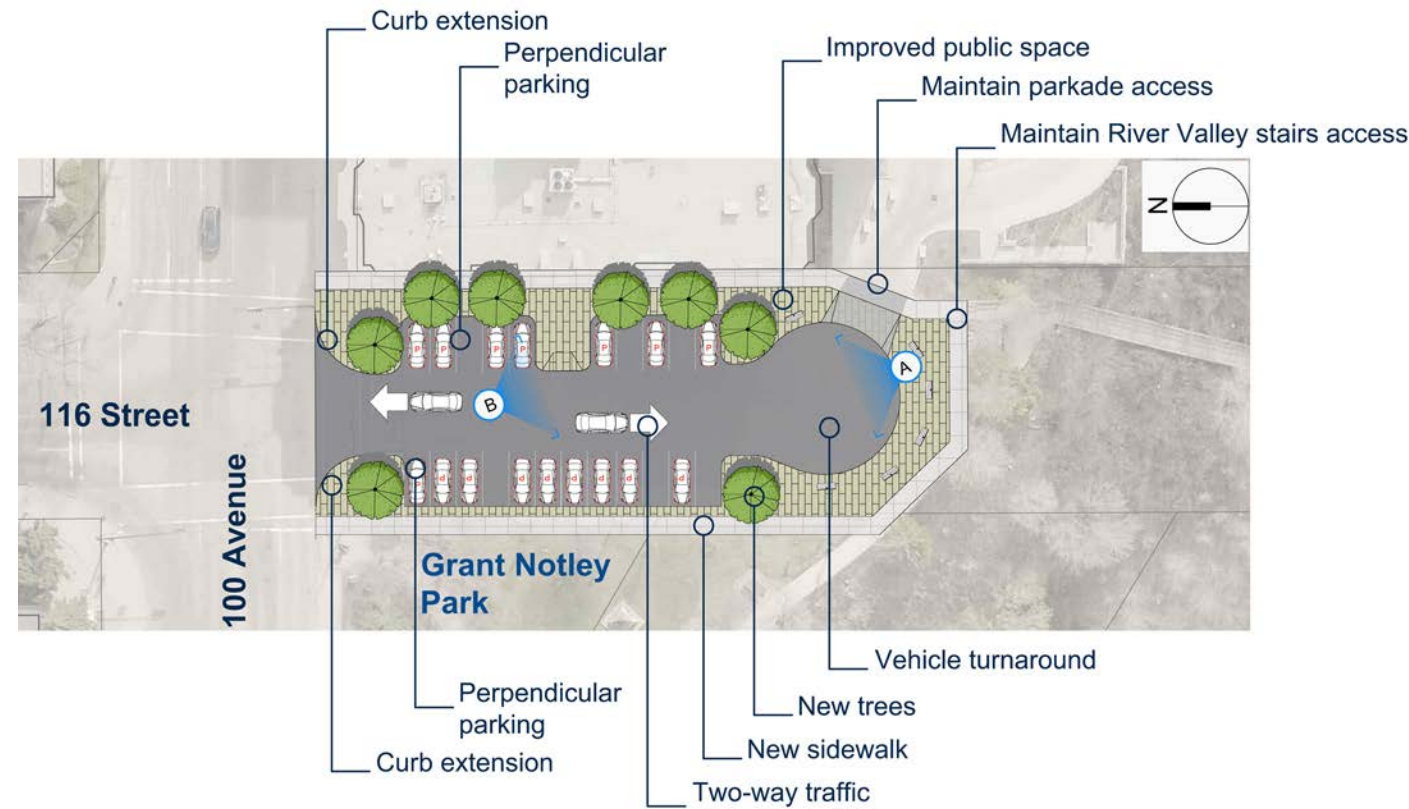 Curb extension
Perpendicular
parking
Improved public space
Maintain parkade access
Maintain River Valley stairs access
N
P
P
P
P
P
P
P
A
B
116 Street
100 Avenue
P
P
P
P
P
P
P
P
P
Grant Notley
Park
Vehicle turnaround
Perpendicular
parking
New trees
New sidewalk
Curb extension
Two-way traffic